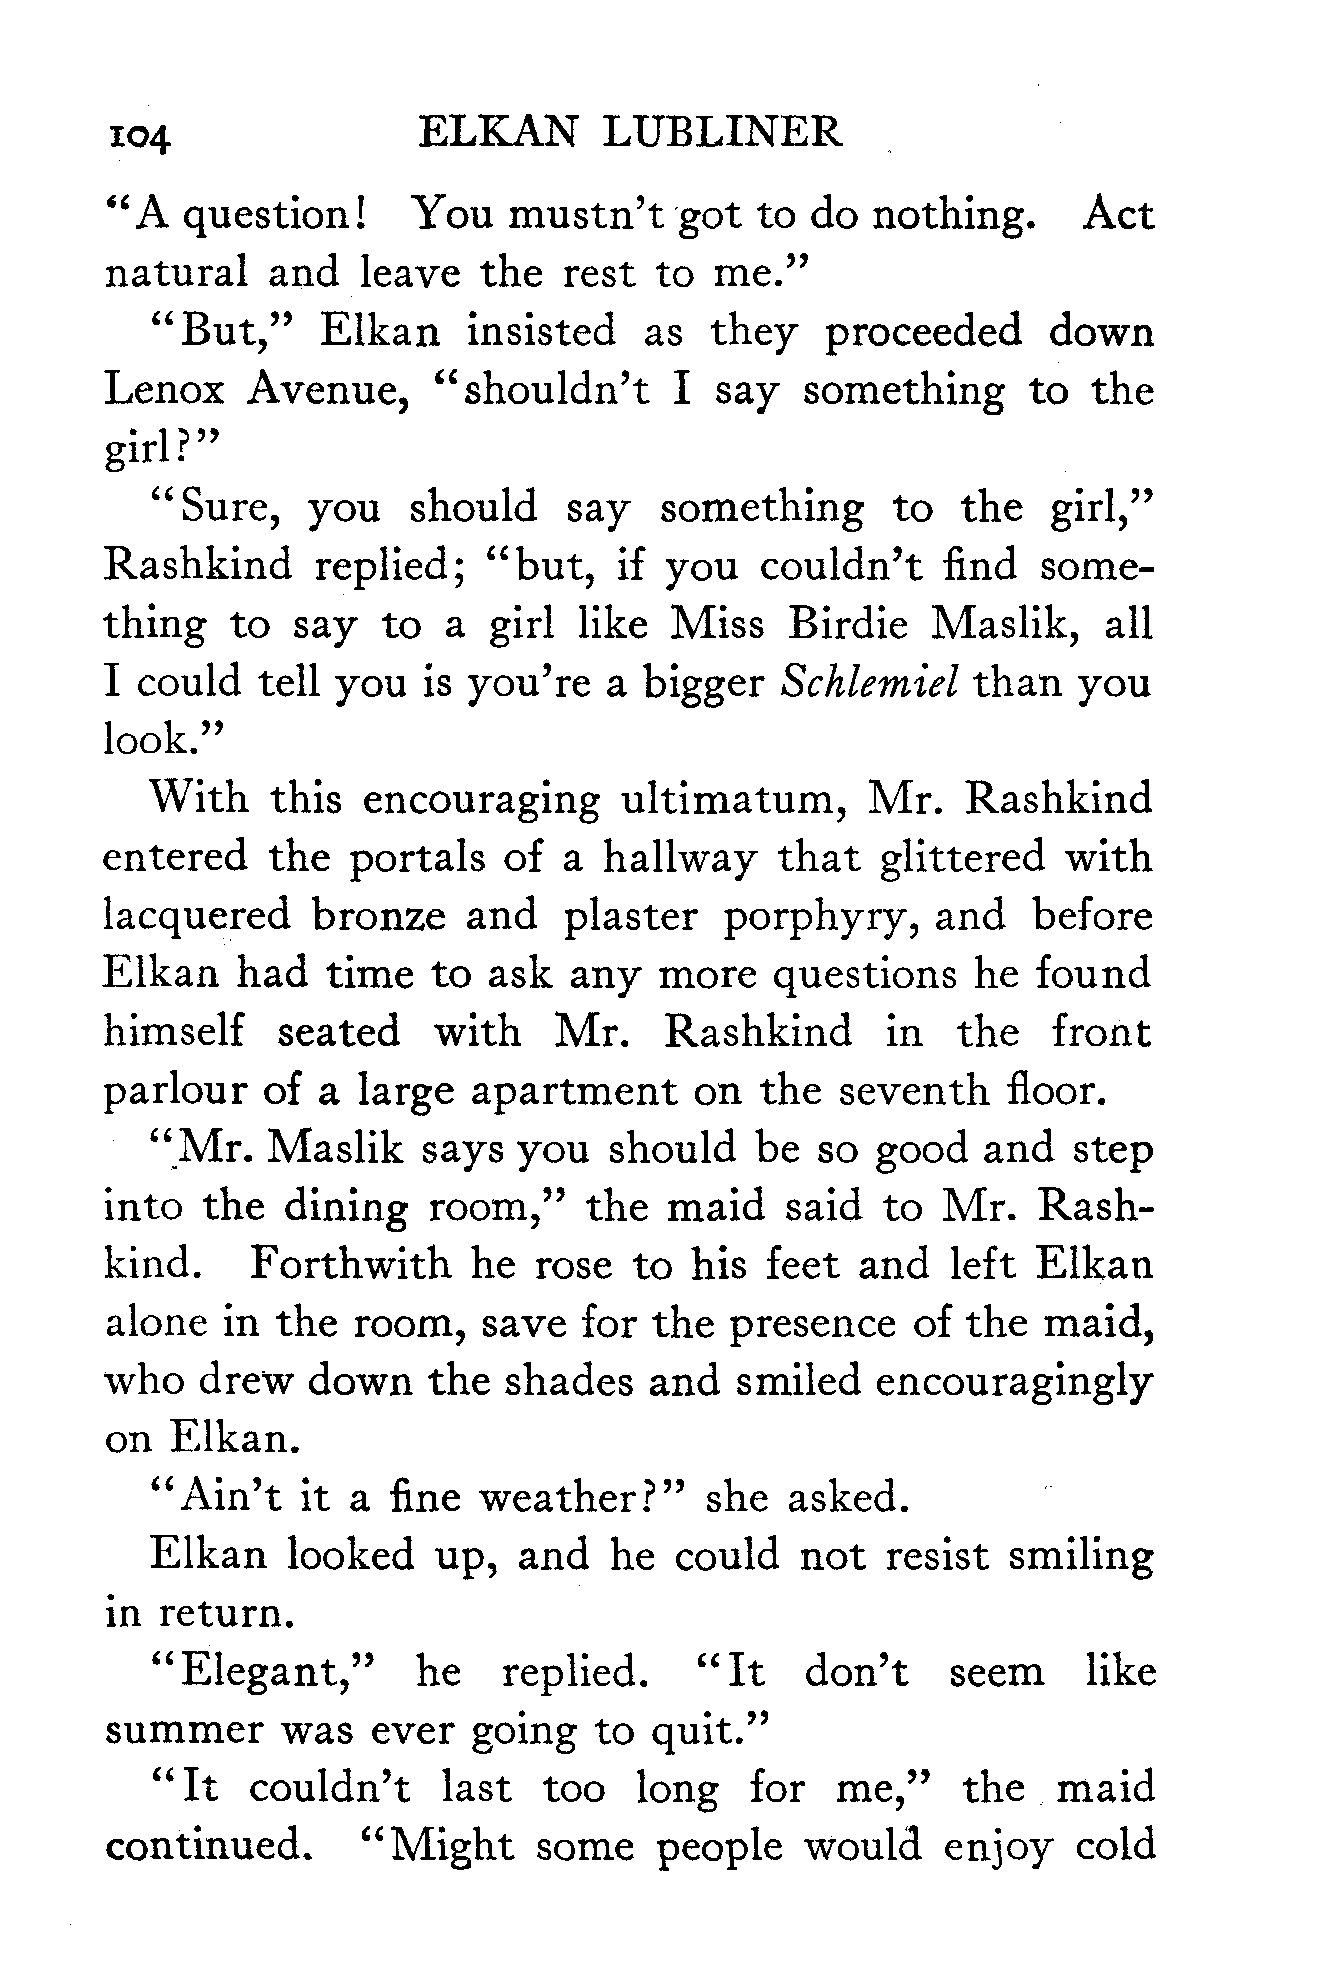 104 ELKAN LUBLINER
“A question! You mustn’t got to do nothing. Act
natural and leave the rest to me.”
“But,” Elkan insisted as they proceeded down
Lenox Avenue, “shouldn’t I say something to the
girl?”
“Sure, you should say something to the girl,”
Rashkind replied; “but, if you couldn’t find some-
thing to say to a girl like Miss Birdie Maslik, all
I could tell you is you’re a bigger Schlemiel than you
look.”
With this encouraging ultimatum, Mr. Rashkind
entered the portals of a hallway that glittered with
lacquered bronze and plaster porphyry, and before
Elkan had time to ask any more questions he found
himself seated with Mr. Rashkind in the front
parlour of a large apartment on the seventh floor.
“Mr. Maslik says you should be so good and step
into the dining room,” the maid said to Mr. Rash-
kind. Forthwith he rose to his feet and left Elkan
alone in the room, save for the presence of the maid,
who drew down the shades and smiled encouragingly
on Elkan.
“Ain’t it a fine weather?” she asked.
Elkan looked up, and he could not resist smiling
in return.
“Elegant,” he replied. “It don’t seem like
summer was ever going to quit.”
“It couldn’t last too long for me,” the maid
continued. “Might some people would enjoy cold